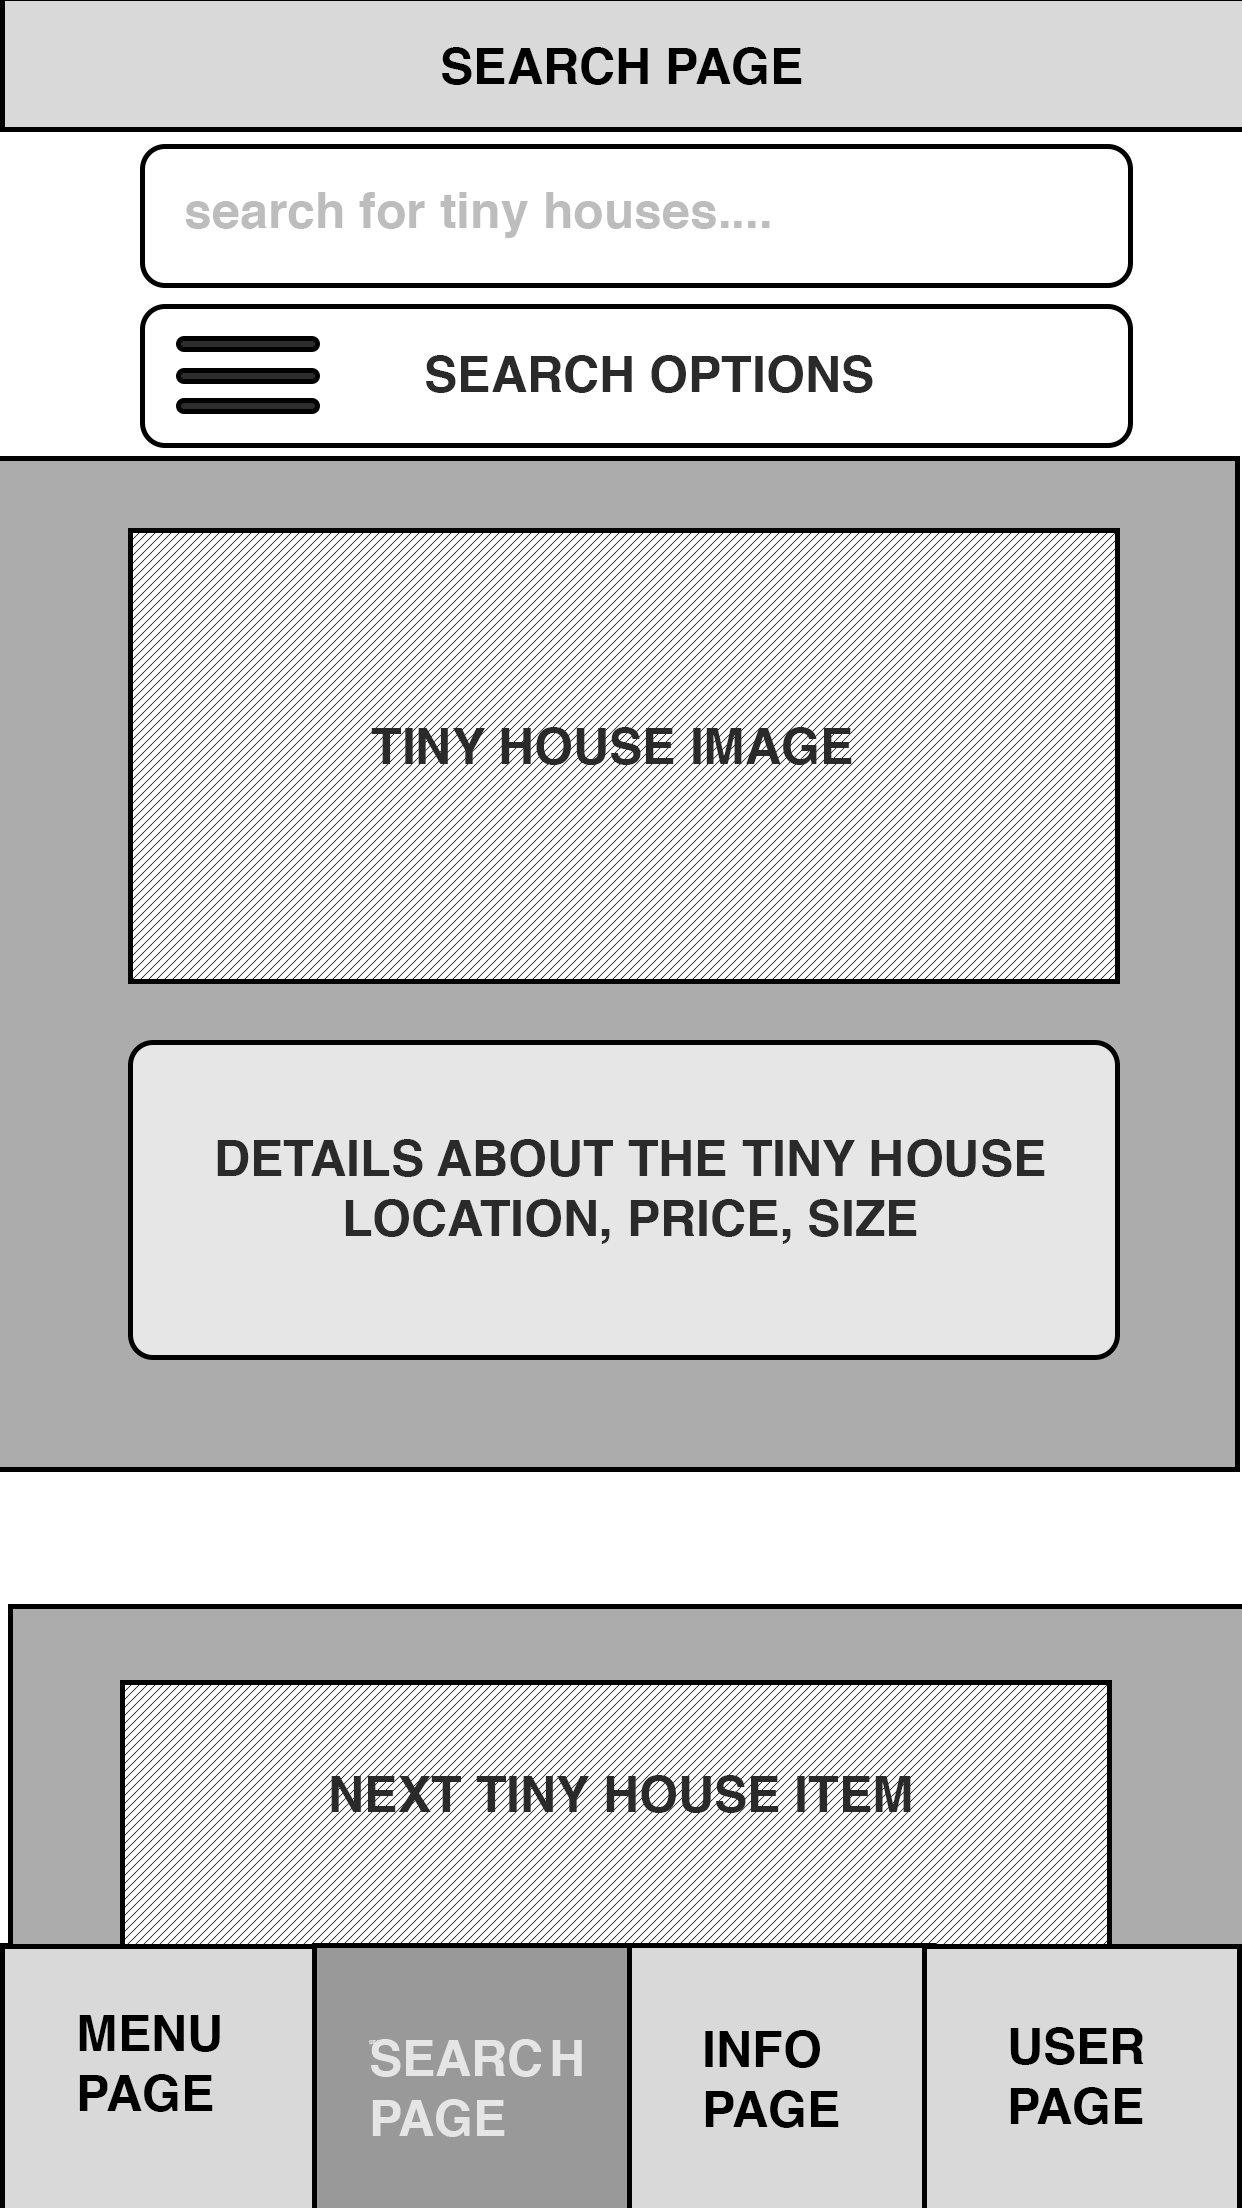 SEARCH PAGE
search for tiny houses....
SEARCH OPTIONS
TINY HOUSE IMAGE
DETAILS ABOUT THE TINY HOUSE
LOCATION, PRICE, SIZE
NEXT TINY HOUSE ITEM
MENU
PAGE
SEARCH
PAGE
INFO
PAGE
USER
PAGE